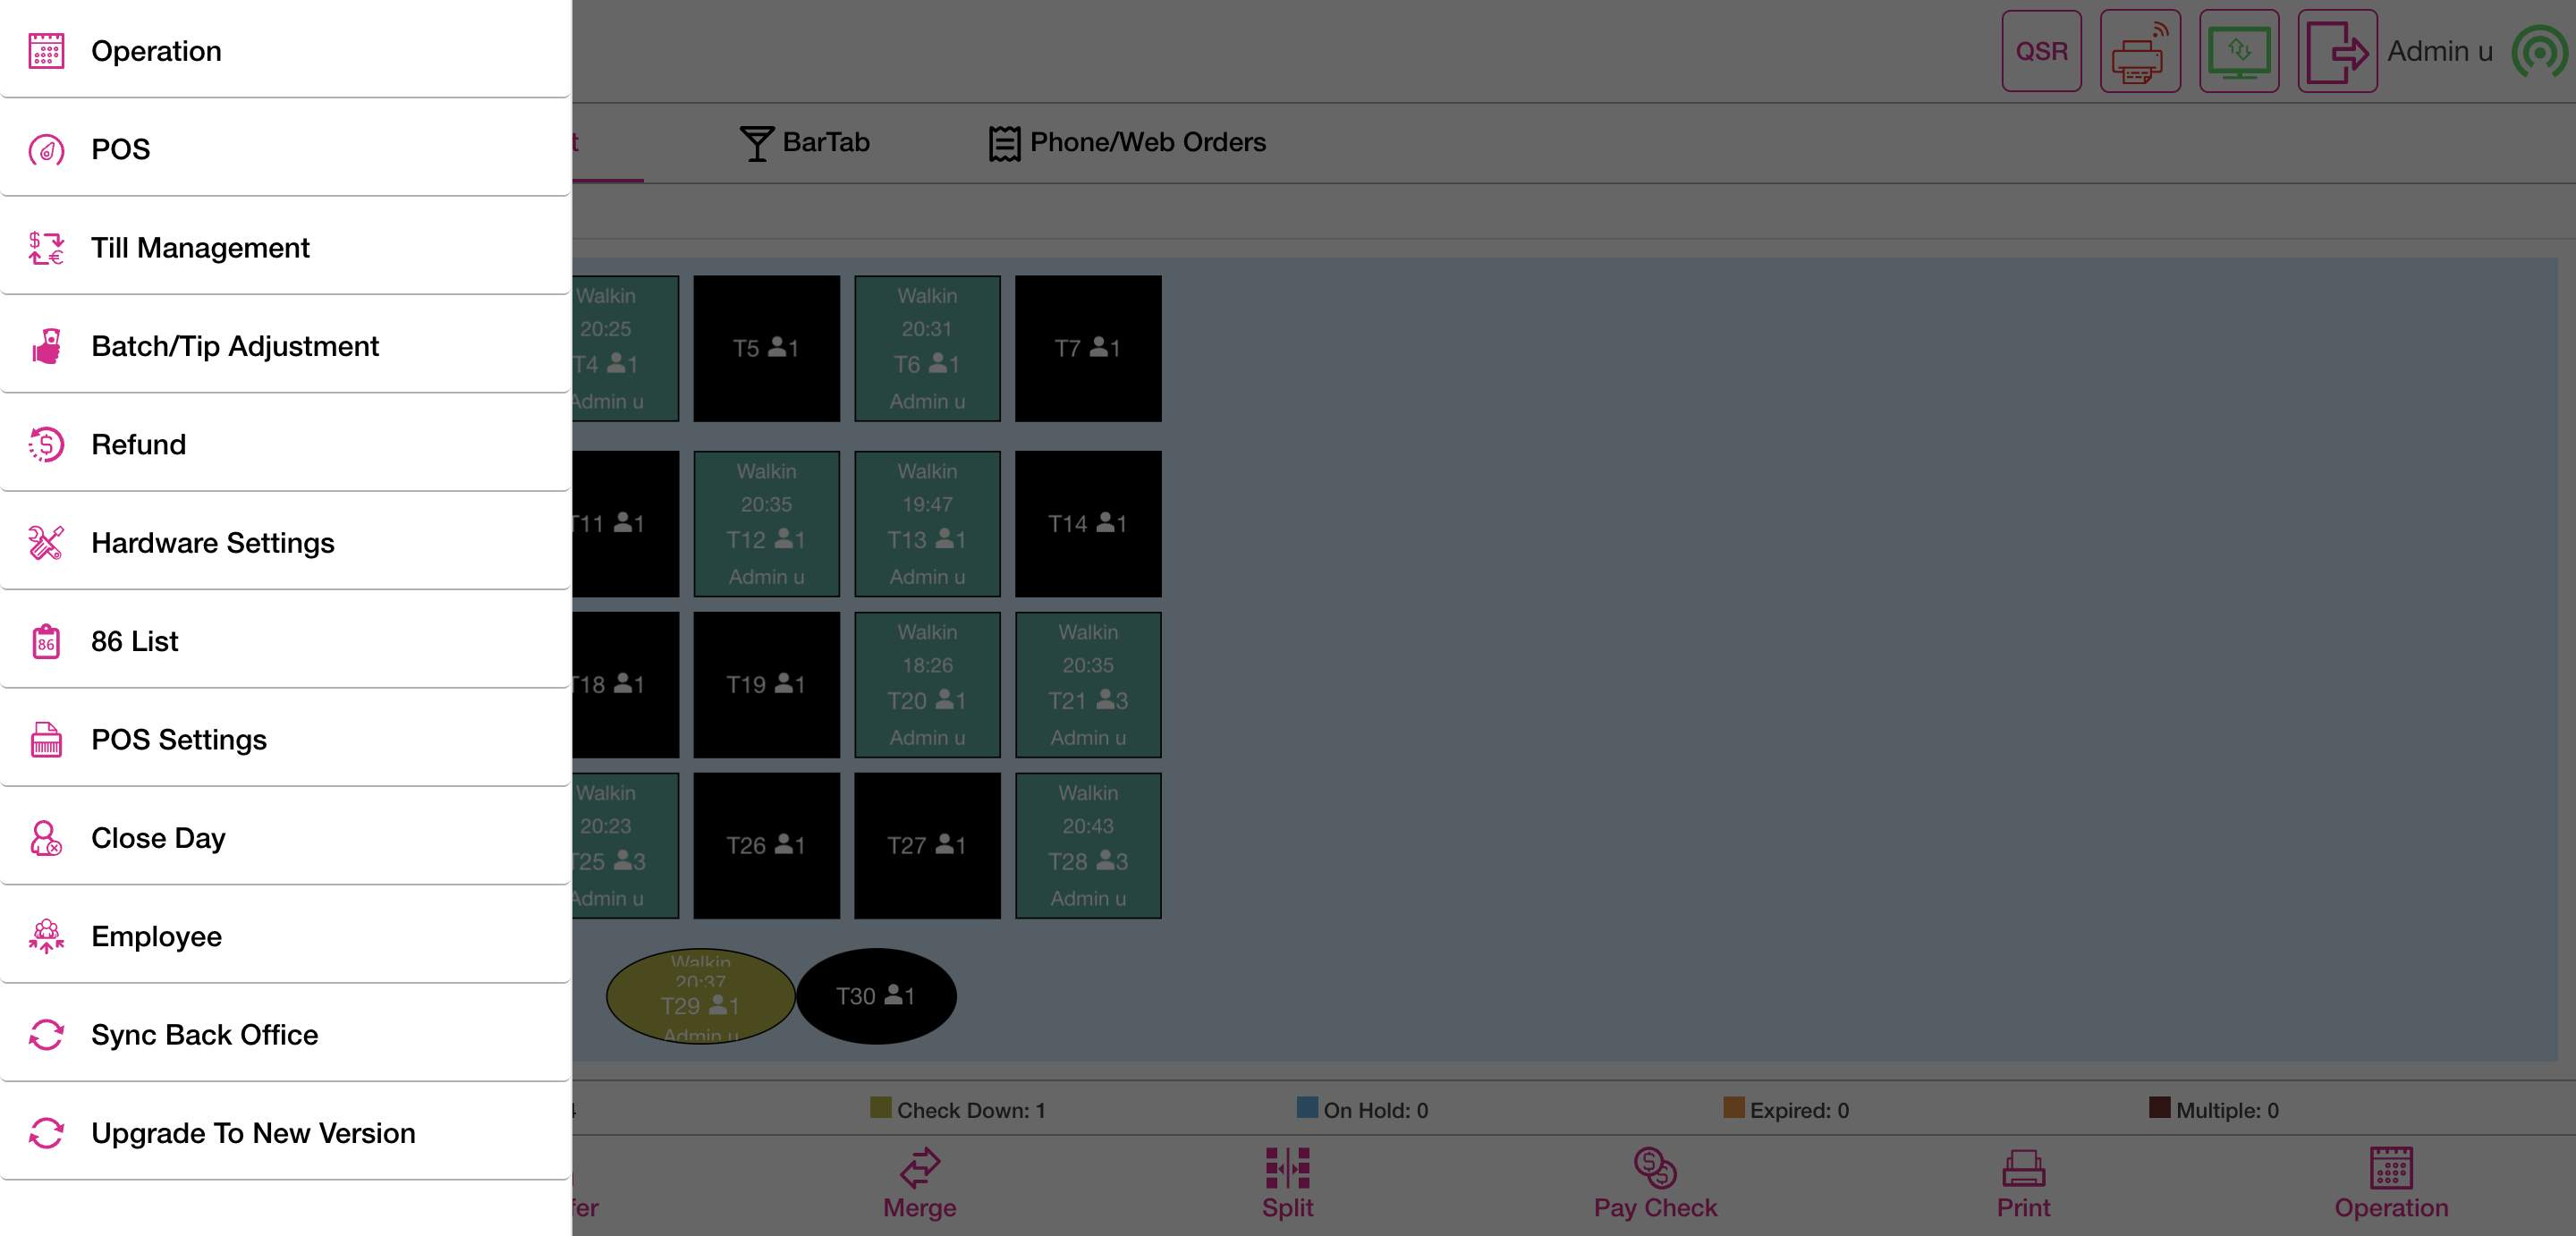 Operation
POS
Till Management
Batch/Tip Adjustment
Refund
Hardware Settings
86
86 List
POS Settings
Close Day
Employee
Sync Back Office
Upgrade To New Version
QSR
Admin u
t
BarTab
Phone/Web Orders
Walkin
20:25
T4 1
Admin u
T5 1
Walkin
20:31
T6 1
Admin u
T7 1
T11 1
Walkin
20:35
T12 1
Admin u
Walkin
19:47
T13 1
Admin u
T14 1
T18 1
T19 1
Walkin
18:26
T20 1
Admin u
Walkin
20:35
T21 3
Admin u
Walkin
20:23
T25 3
Admin u
T26 1
T27 1
Walkin
20:43
T28 3
Admin u
Walkin
20:37
T29 1
Admin u
T30 1
Check Down: 1
On Hold: 0
Expired: 0
Multiple: 0
fer
Merge
Split
Pay Check
Print
Operation